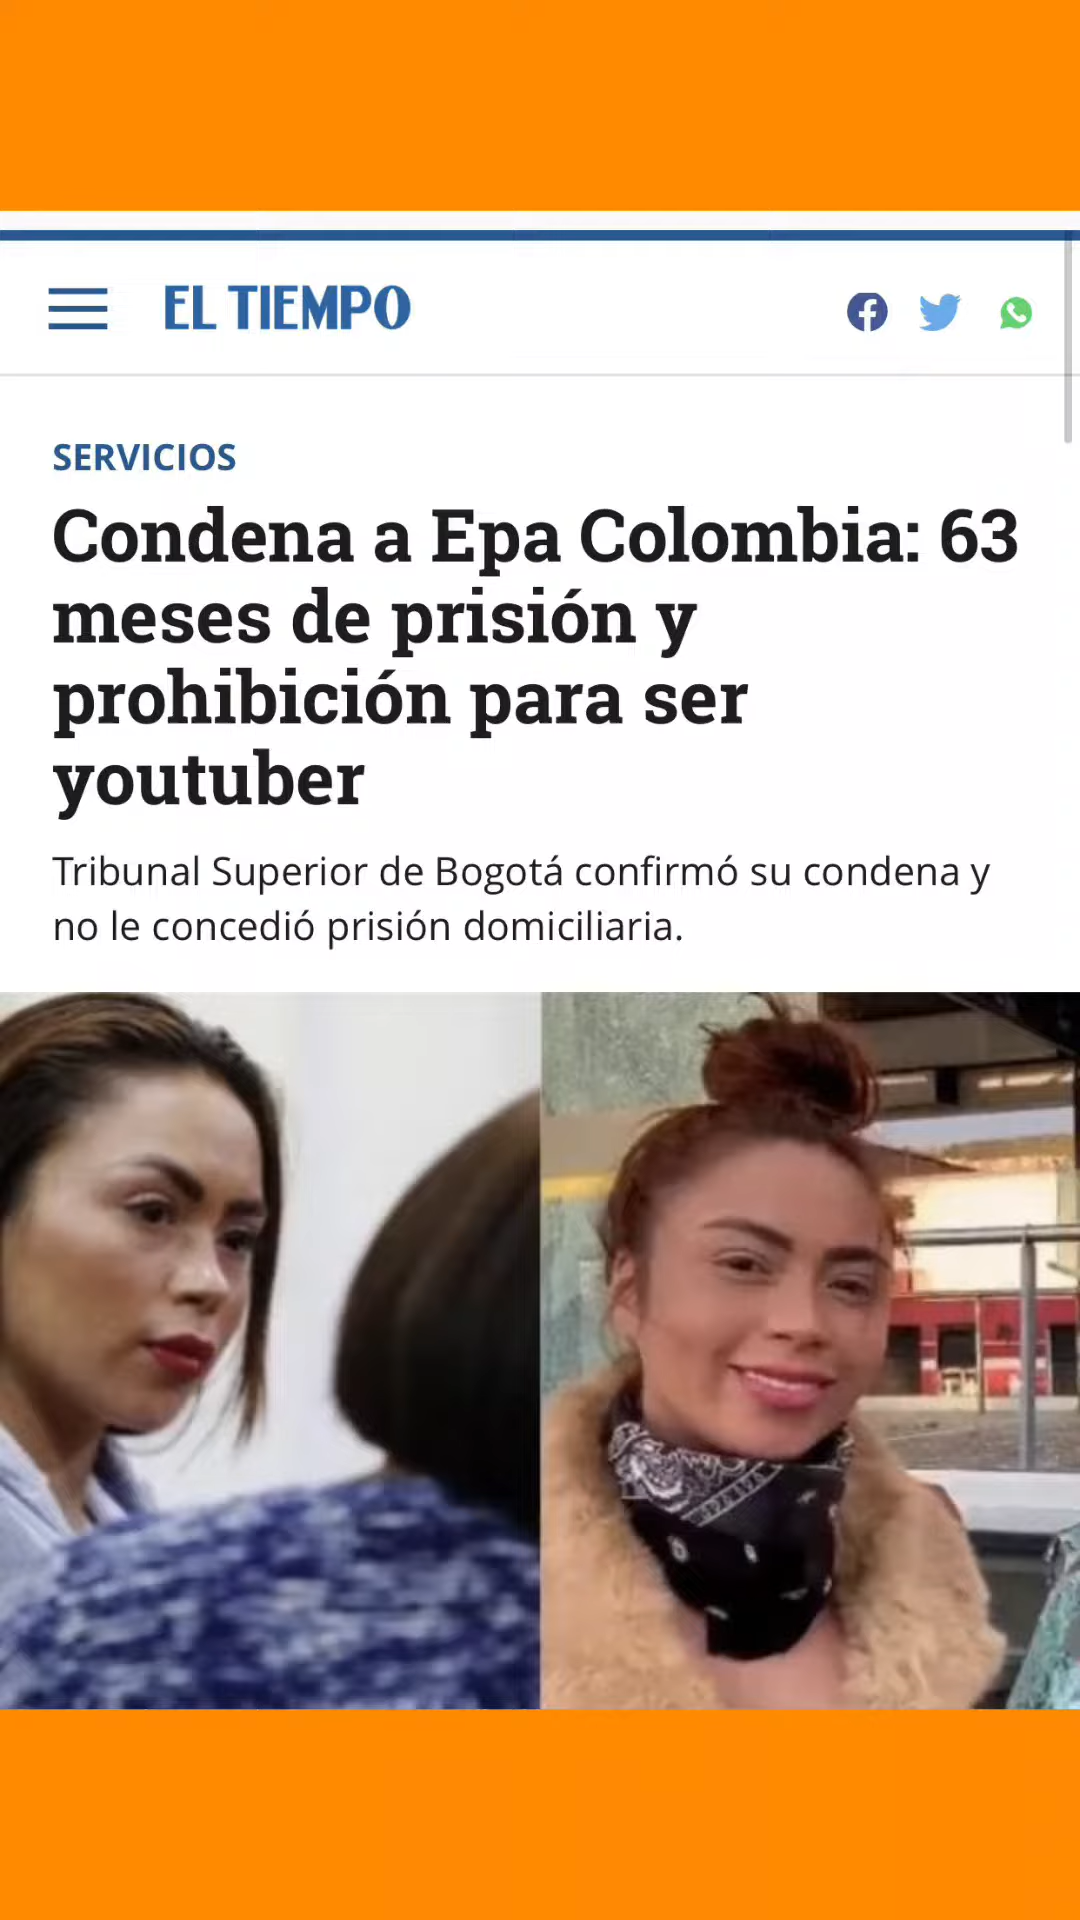 EL TIEMPO
SERVICIOS
Condena a Epa Colombia: 63
meses de prisión y
prohibición para ser
youtuber
Tribunal Superior de Bogotá confirmó su condena y
no le concedió prisión domiciliaria.